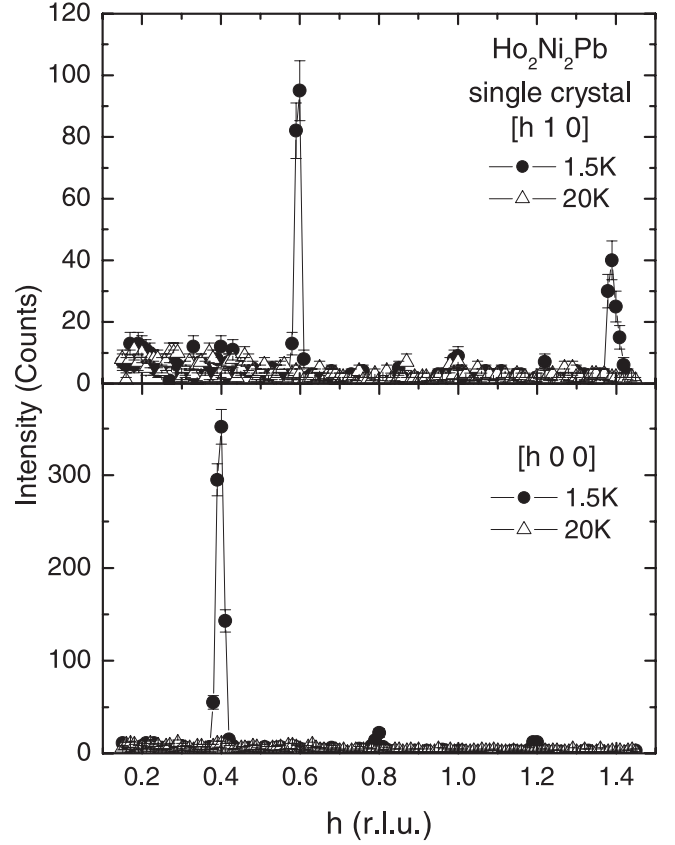 120
100
80
60
40
20
0
Ho2Ni2Pb
single crystal
[h 1 0]
1.5K
20K
Intensity (Counts)
300
200
100
0
[h 0 0]
1.5K
20K
0.2 0.4 0.6 0.8 1.0 1.2 1.4
h (r.l.u.)